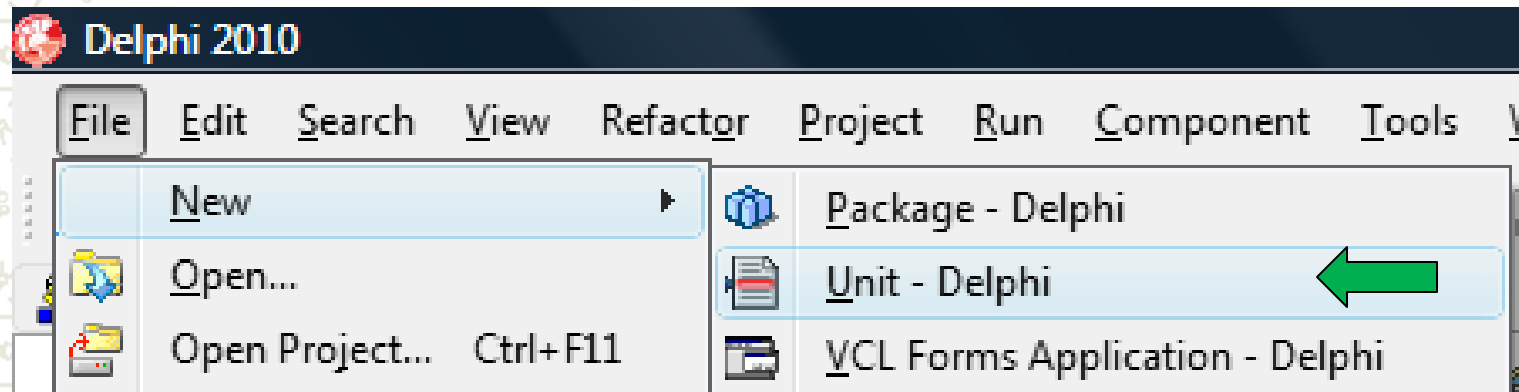 Delphi 2010
File Edit Search View Refactor Project Run Component Tools
New
Open...
Open Project... Ctrl+F11
Package - Delphi
Unit - Delphi
VCL Forms Application - Delphi